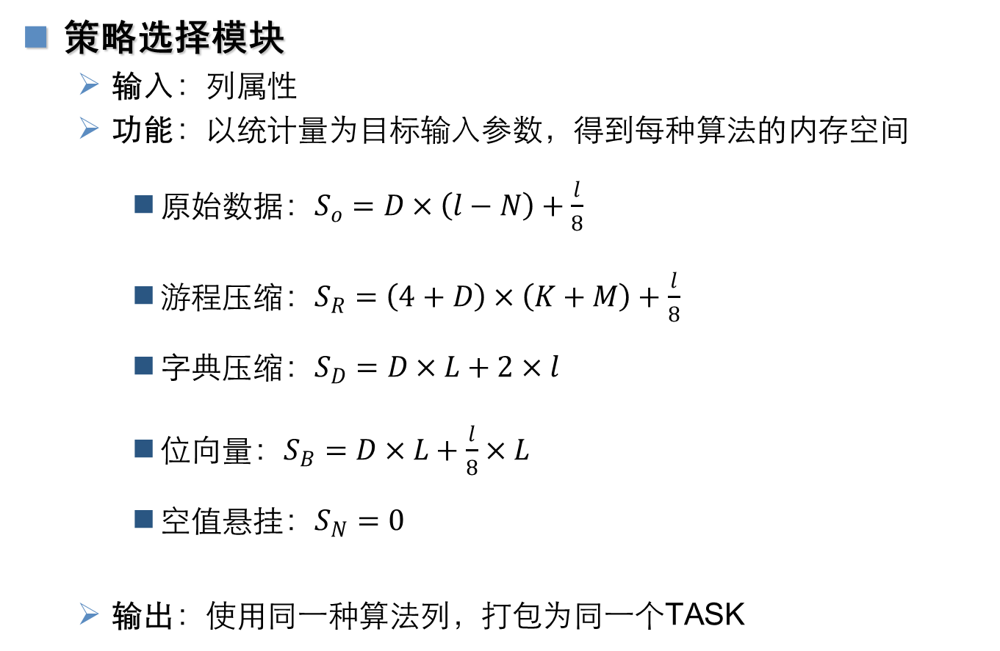 策略选择模块
输入：列属性
功能：以统计量为目标输入参数，得到每种算法的内存空间
原始数据：$S_o = D \times (l - N) + \frac{l}{8}$
游程压缩：$S_R = (4 + D) \times (K + M) + \frac{l}{8}$
字典压缩：$S_D = D \times L + 2 \times l$
位向量：$S_B = D \times L + \frac{l}{8} \times L$
空值悬挂：$S_N = 0$
输出：使用同一种算法列，打包为同一个TASK